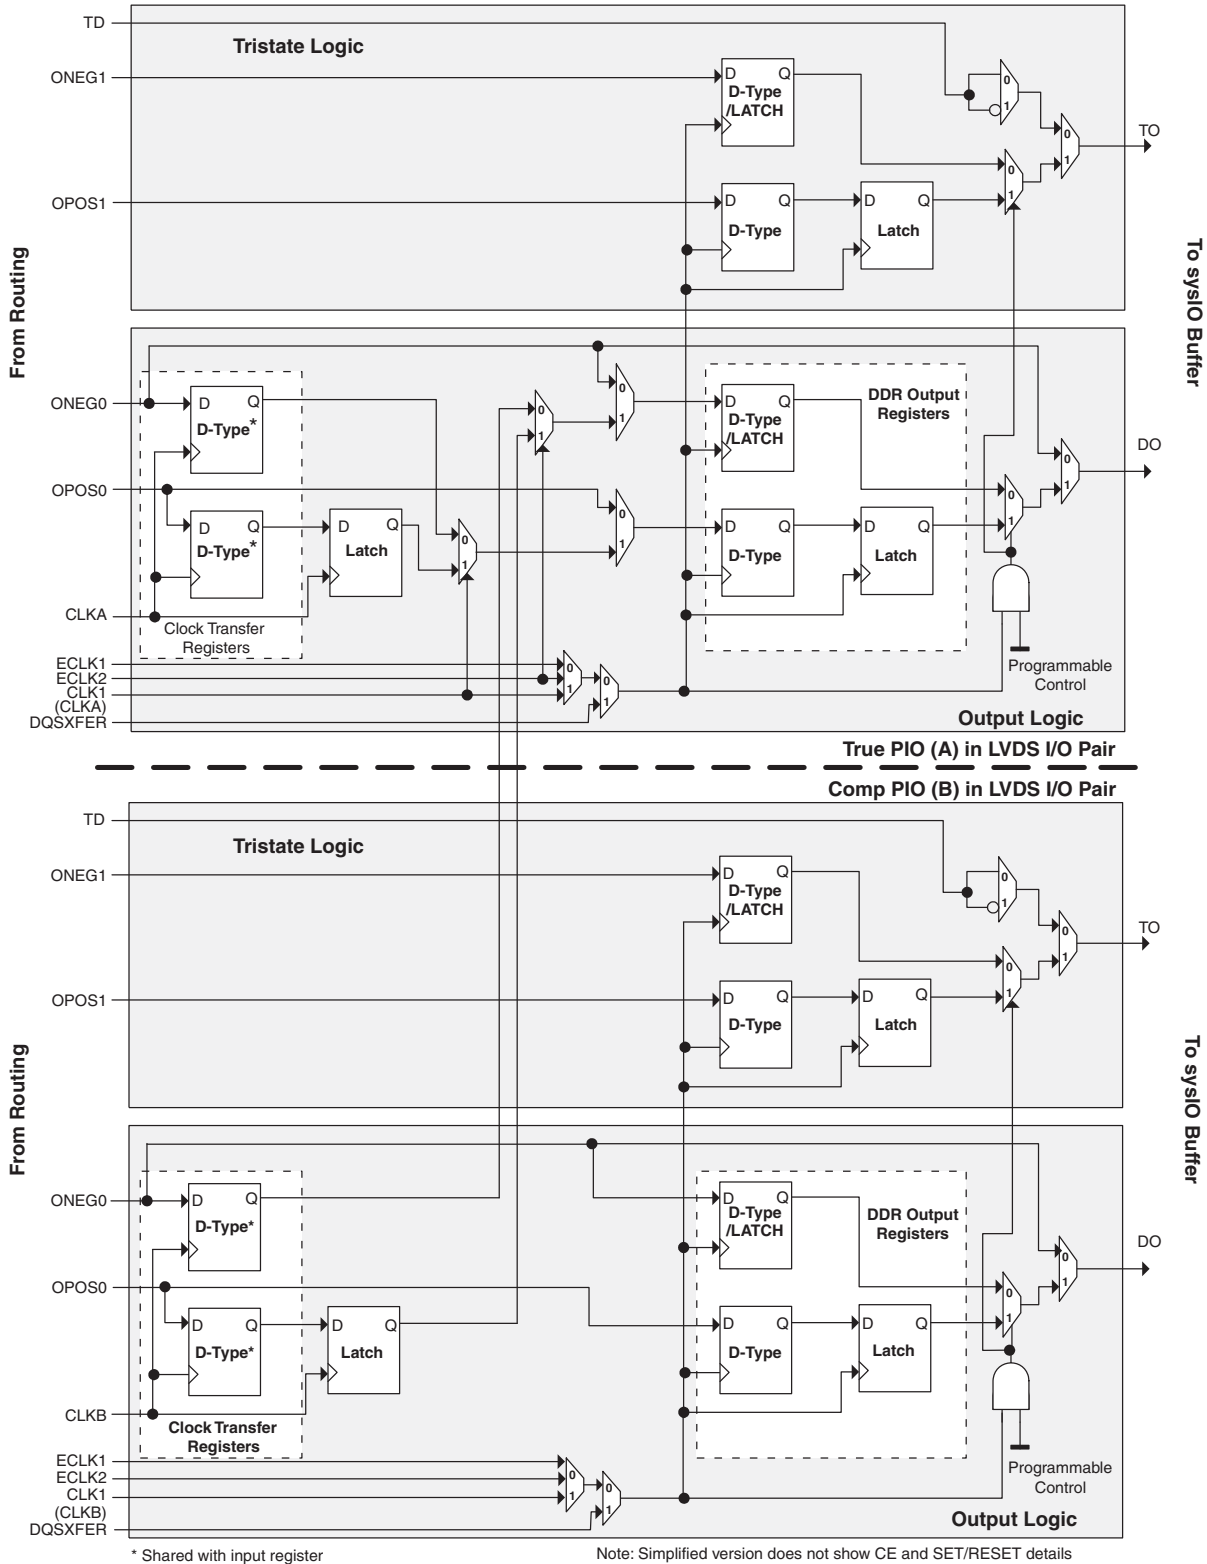 TD
Tristate Logic
ONEG1
D Q
D-Type
/LATCH
0
1
0
1
TO
OPOS1
D Q
D-Type
D Q
Latch
0
1
From Routing
To sysIO Buffer
ONEG0
D Q
D-Type*
0
1
0
1
D Q
D-Type
/LATCH
DDR Output
Registers
DO
0
1
OPOS0
D Q
D-Type*
D Q
Latch
0
1
0
1
D Q
D-Type
D Q
Latch
0
1
CLKA
Clock Transfer
Registers
ECLK1
ECLK2
CLK1
(CLKA)
DQSXFER
0
1
0
1
Programmable
Control
Output Logic
True PIO (A) in LVDS I/O Pair
Comp PIO (B) in LVDS I/O Pair
TD
Tristate Logic
ONEG1
D Q
D-Type
/LATCH
0
1
0
1
TO
OPOS1
D Q
D-Type
D Q
Latch
0
1
From Routing
To sysIO Buffer
ONEG0
D Q
D-Type*
D Q
D-Type
/LATCH
DDR Output
Registers
DO
0
1
OPOS0
D Q
D-Type*
D Q
Latch
D Q
D-Type
D Q
Latch
0
1
CLKB
Clock Transfer
Registers
ECLK1
ECLK2
CLK1
(CLKB)
DQSXFER
0
1
0
1
Programmable
Control
Output Logic
* Shared with input register
Note: Simplified version does not show CE and SET/RESET details